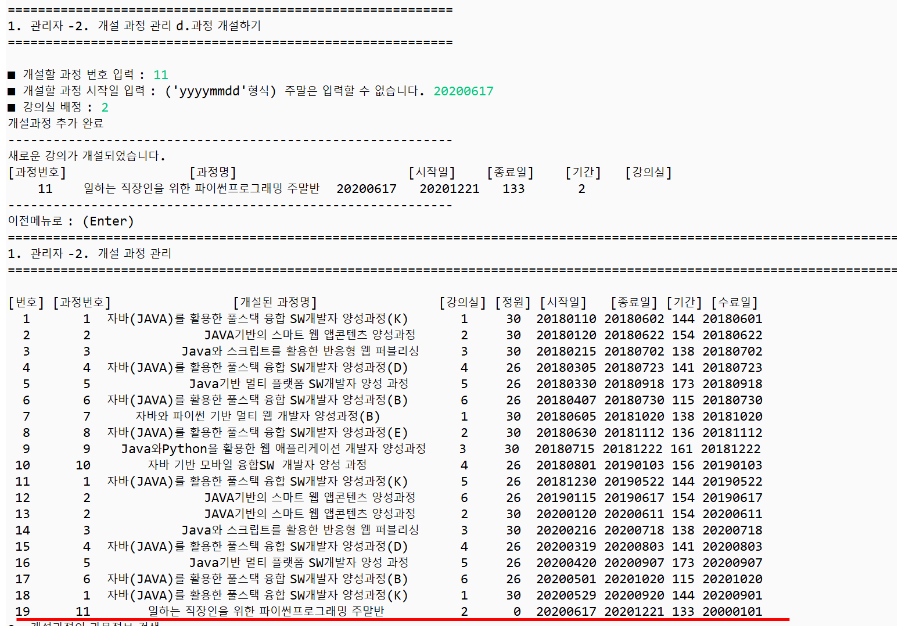 ============================================================
1. 관리자 -2. 개설 과정 관리 d.과정 개설하기
============================================================
■ 개설할 과정 번호 입력 : 11
■ 개설할 과정 시작일 입력 : ('yyyymmdd'형식) 주말은 입력할 수 없습니다. 20200617
■ 강의실 배정 : 2
개설과정 추가 완료
------------------------------------------------------------
새로운 강의가 개설되었습니다.
[과정번호] [과정명] [시작일] [종료일] [기간] [강의실]
11 일하는 직장인을 위한 파이썬프로그래밍 주말반 20200617 20201221 133 2
------------------------------------------------------------
이전메뉴로 : (Enter)
========================================================================================================================
1. 관리자 -2. 개설 과정 관리
========================================================================================================================
[번호] [과정번호] [개설된 과정명] [강의실] [정원] [시작일] [종료일] [기간] [수료일]
1 1 자바(JAVA)를 활용한 풀스택 융합 SW개발자 양성과정(K) 1 30 20180110 20180602 144 20180601
2 2 JAVA기반의 스마트 웹 앱콘텐츠 양성과정 2 30 20180120 20180622 154 20180622
3 3 Java와 스크립트를 활용한 반응형 웹 퍼블리싱 3 30 20180215 20180702 138 20180702
4 4 자바(JAVA)를 활용한 풀스택 융합 SW개발자 양성과정(D) 4 26 20180305 20180723 141 20180723
5 5 Java기반 멀티 플랫폼 SW개발자 양성 과정 5 26 20180330 20180918 173 20180918
6 6 자바(JAVA)를 활용한 풀스택 융합 SW개발자 양성과정(B) 6 26 20180407 20180730 115 20180730
7 7 자바와 파이썬 기반 멀티 웹 개발자 양성과정(B) 1 30 20180605 20181020 138 20181020
8 8 자바(JAVA)를 활용한 풀스택 융합 SW개발자 양성과정(E) 2 30 20180630 20181112 136 20181112
9 9 Java와Python을 활용한 웹 애플리케이션 개발자 양성과정 3 30 20180715 20181222 161 20181222
10 10 자바 기반 모바일 융합SW 개발자 양성 과정 4 26 20180801 20190103 156 20190103
11 1 자바(JAVA)를 활용한 풀스택 융합 SW개발자 양성과정(K) 5 26 20181230 20190522 144 20190522
12 2 JAVA기반의 스마트 웹 앱콘텐츠 양성과정 6 26 20190115 20190617 154 20190617
13 2 JAVA기반의 스마트 웹 앱콘텐츠 양성과정 2 30 20200120 20200611 154 20200611
14 3 Java와 스크립트를 활용한 반응형 웹 퍼블리싱 3 30 20200216 20200718 138 20200718
15 4 자바(JAVA)를 활용한 풀스택 융합 SW개발자 양성과정(D) 4 26 20200319 20200803 141 20200803
16 5 Java기반 멀티 플랫폼 SW개발자 양성 과정 5 26 20200420 20200907 173 20200907
17 6 자바(JAVA)를 활용한 풀스택 융합 SW개발자 양성과정(B) 6 26 20200501 20201020 115 20201020
18 1 자바(JAVA)를 활용한 풀스택 융합 SW개발자 양성과정(K) 1 30 20200529 20200920 144 20200901
19 11 일하는 직장인을 위한 파이썬프로그래밍 주말반 2 0 20200617 20201221 133 20000101